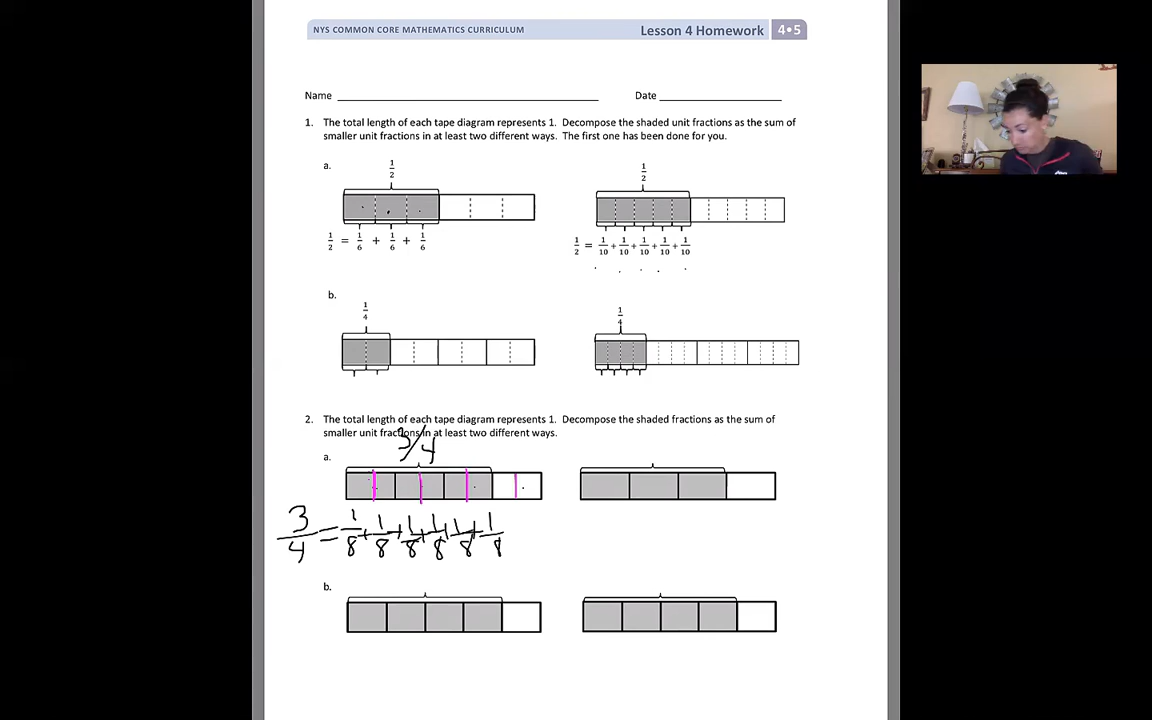 NYS COMMON CORE MATHEMATICS CURRICULUM Lesson 4 Homework 4•5
Name Date
1. The total length of each tape diagram represents 1. Decompose the shaded unit fractions as the sum of
smaller unit fractions in at least two different ways. The first one has been done for you.
a. 1/2 1/2
1/2 = 1/6 + 1/6 + 1/6 1/2 = 1/10 + 1/10 + 1/10 + 1/10 + 1/10
b. 1/4 1/4
2. The total length of each tape diagram represents 1. Decompose the shaded fractions as the sum of
smaller unit fractions in at least two different ways.
3/4
a.
3/4 = 1/8 + 1/8 + 1/8 + 1/8 + 1/8 + 1/8
b.